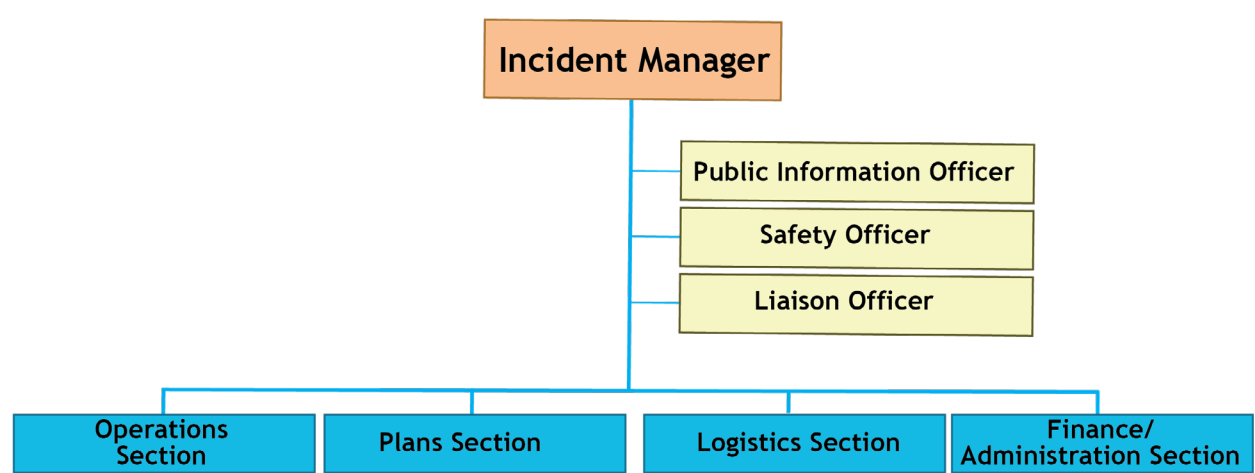 Incident Manager
Public Information Officer
Safety Officer
Liaison Officer
Operations
Section
Plans Section
Logistics Section
Finance/
Administration Section